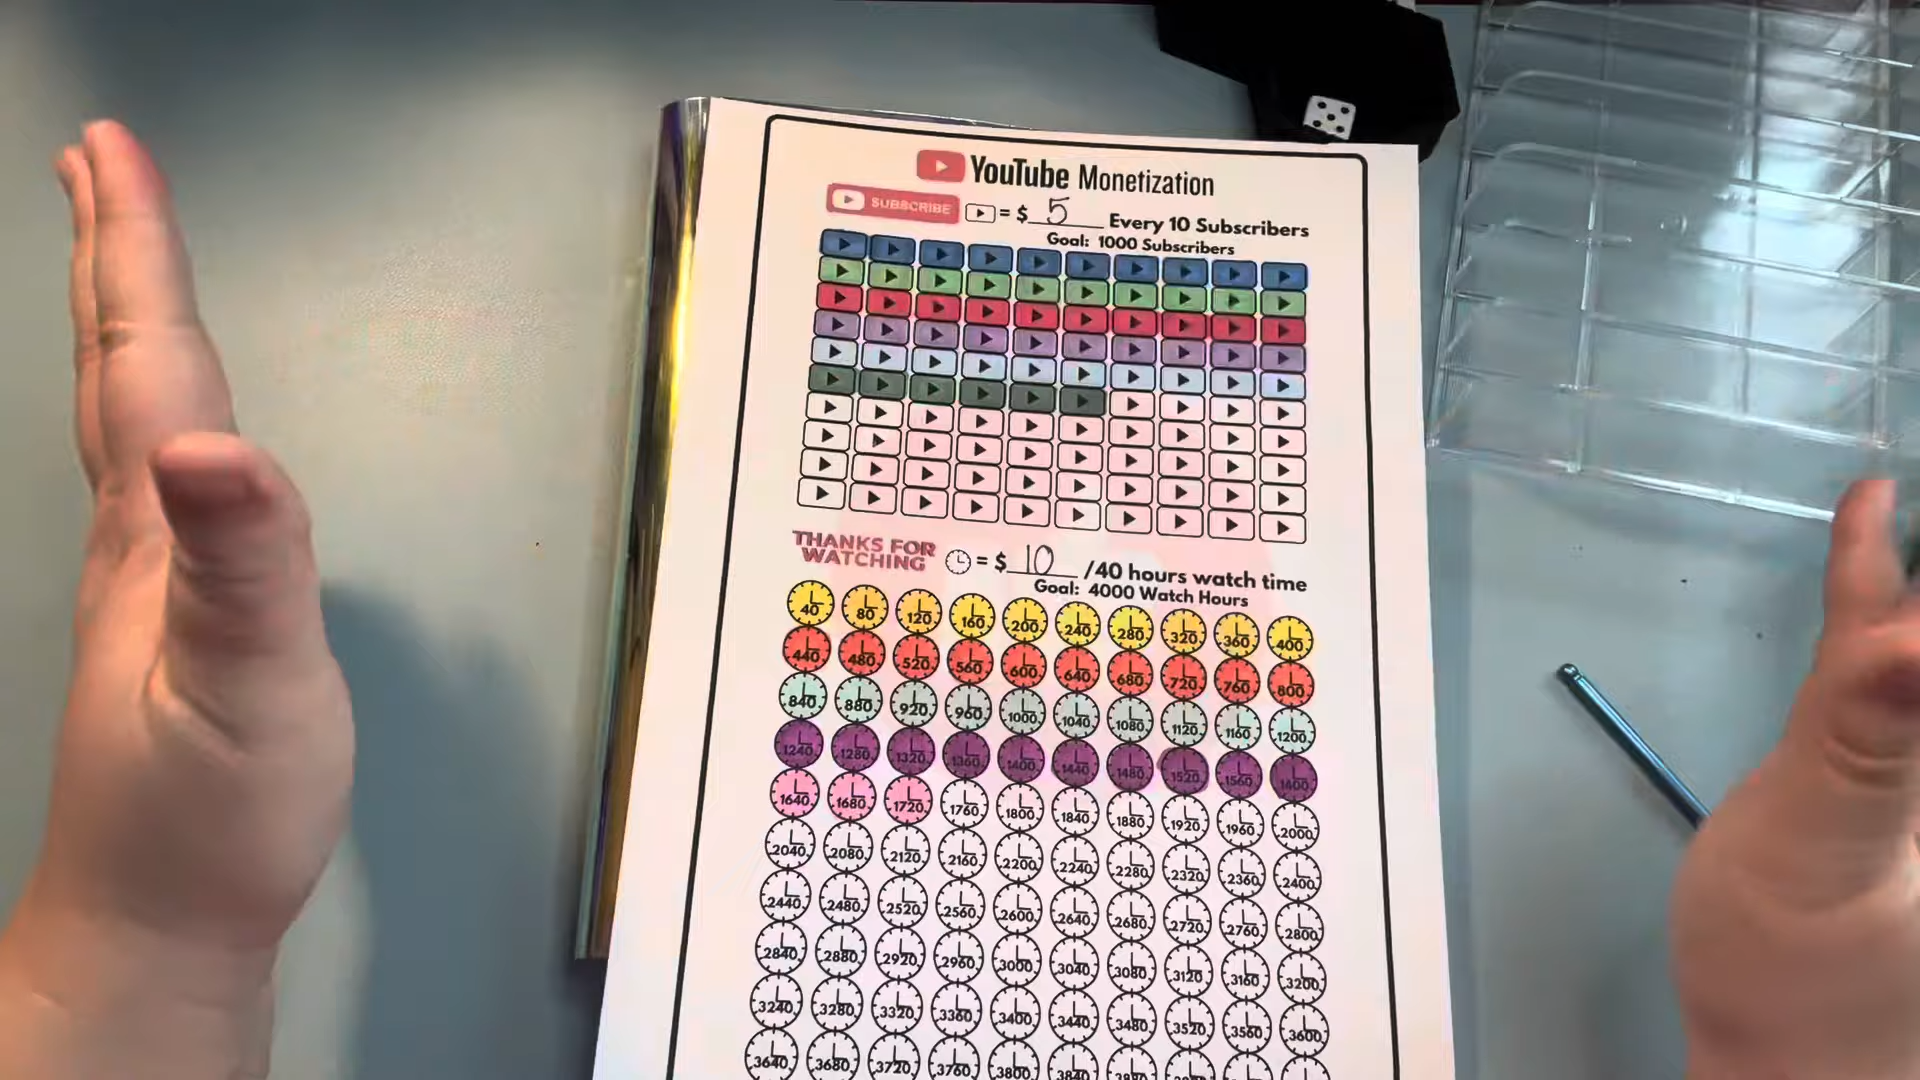 YouTube Monetization
SUBSCRIBE = $ 5 Every 10 Subscribers
Goal: 1000 Subscribers
THANKS FOR WATCHING = $ 10 /40 hours watch time
Goal: 4000 Watch Hours
40 80 120 160 200 240 280 320 360 400
440 480 520 560 600 640 680 720 760 800
840 880 920 960 1000 1040 1080 1120 1160 1200
1240 1280 1320 1360 1400 1440 1480 1520 1560 1400
1640 1680 1720 1760 1800 1840 1880 1920 1960 2000
2040 2080 2120 2160 2200 2240 2280 2320 2360 2400
2440 2480 2520 2560 2600 2640 2680 2720 2760 2800
2840 2880 2920 2960 3000 3040 3080 3120 3160 3200
3240 3280 3320 3360 3400 3440 3480 3520 3560 3600
3640 3680 3720 3760 3800 3840